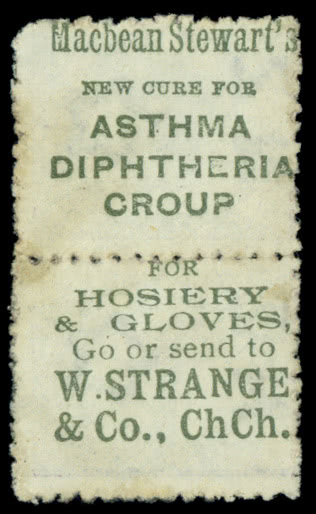 Macbean Stewart's
NEW CURE FOR
ASTHMA
DIPHTHERIA
CROUP
FOR
HOSIERY
& GLOVES,
Go or send to
W. STRANGE
& Co., ChCh.